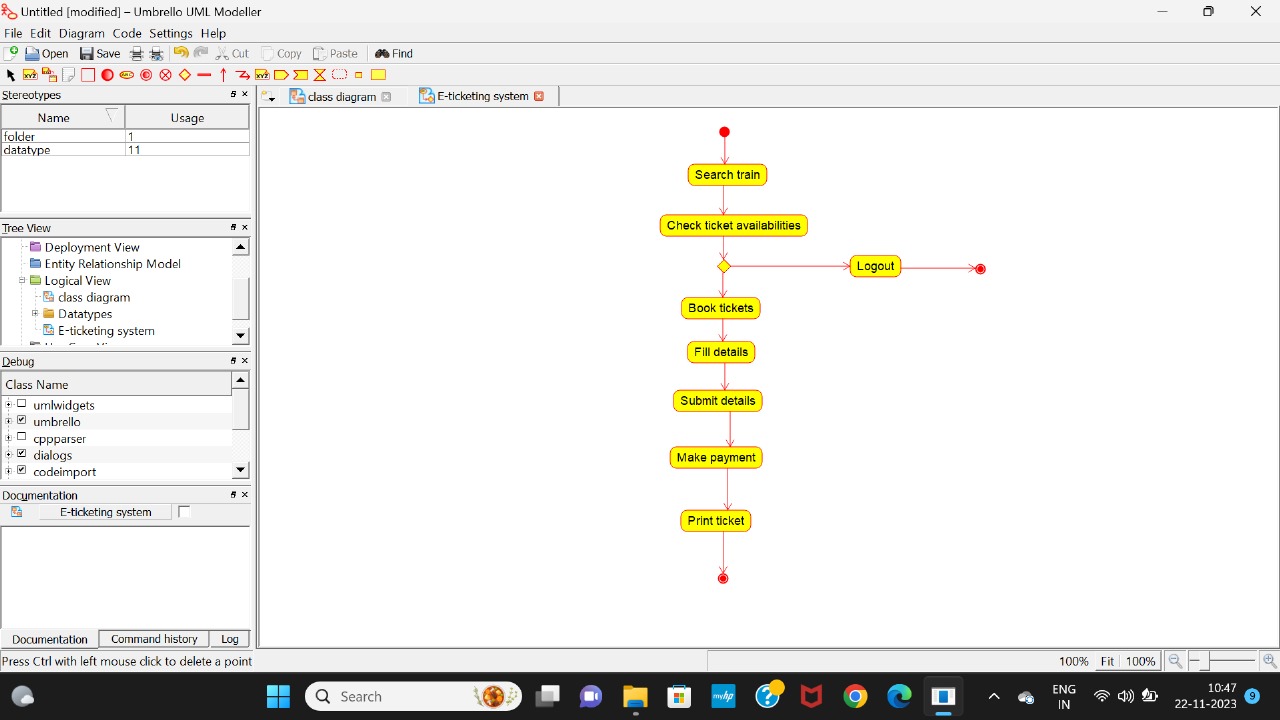 Untitled [modified] – Umbrello UML Modeller
File Edit Diagram Code Settings Help
Open Save Cut Copy Paste Find
Stereotypes
class diagram E-ticketing system
Name Usage
folder 1
datatype 11
Tree View
Deployment View
Entity Relationship Model
Logical View
class diagram
Datatypes
E-ticketing system
Debug
Class Name
umlwidgets
umbrello
cppparser
dialogs
codeimport
Documentation
E-ticketing system
Documentation Command history Log
Search train
Check ticket availabilities
Logout
Book tickets
Fill details
Submit details
Make payment
Print ticket
Press Ctrl with left mouse click to delete a point
100% Fit 100%
Search
myhp
ENG
IN
10:47
22-11-2023
9